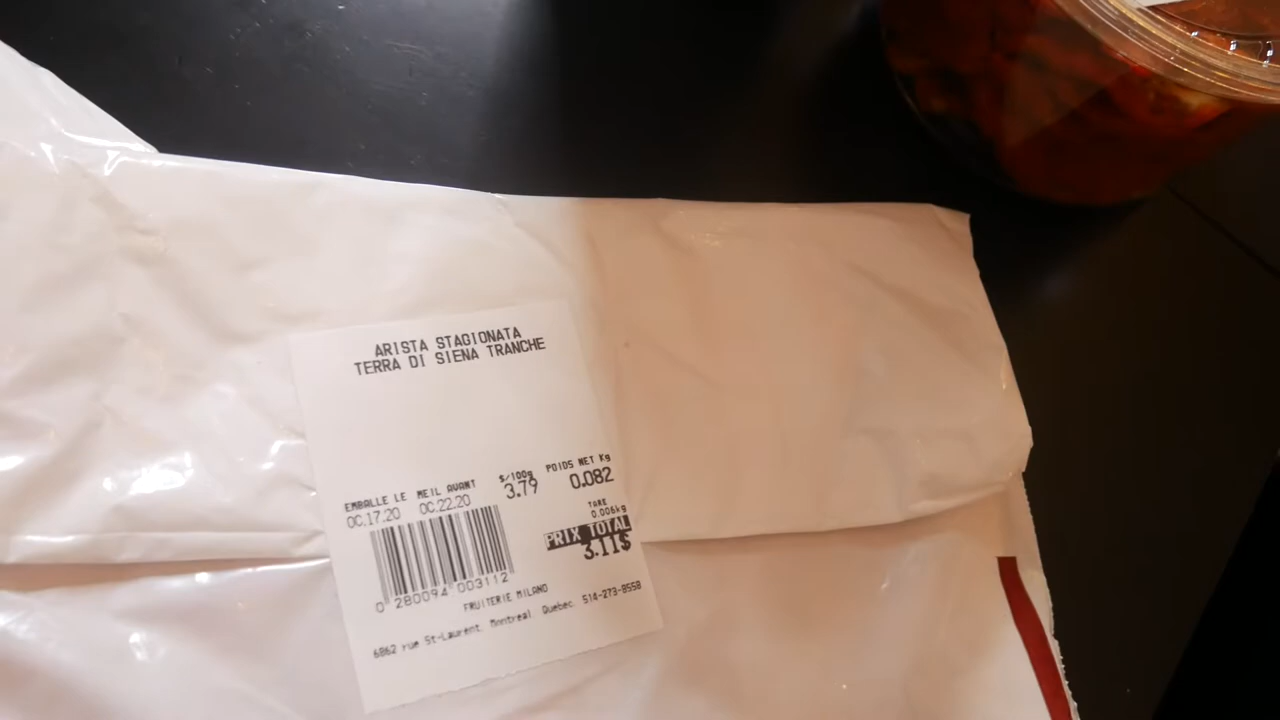 ARISTA STAGIONATA
TERRA DI SIENA TRANCHE
EMBALLE LE MEIL AVANT $/100g POIDS NET Kg
OC.17.20 OC.22.20 3.79 0.082
TARE
0.006kg
PRIX TOTAL
3.11$
0 280094 003112
FRUITERIE MILANO
6862 rue St-Laurent, Montreal Quebec 514-273-8558